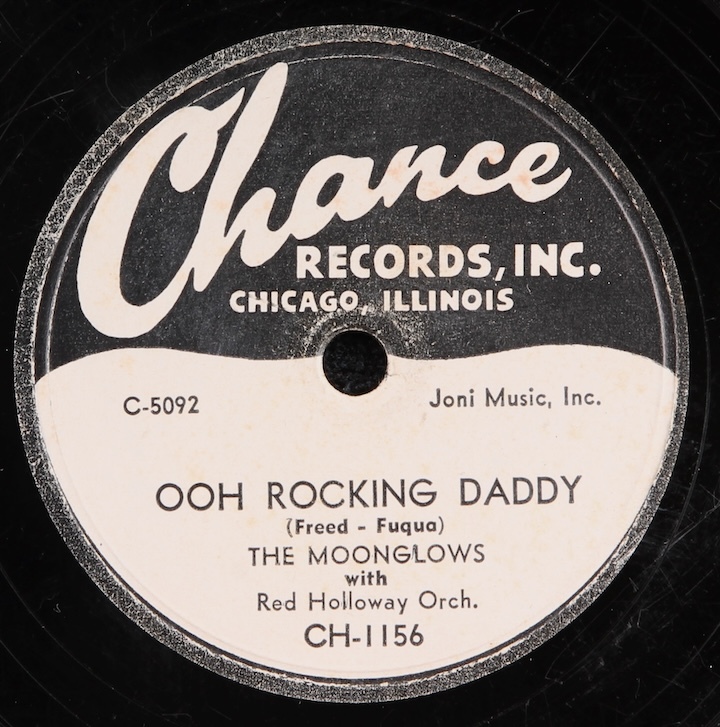 Chance
RECORDS, INC.
CHICAGO, ILLINOIS
C-5092
Joni Music, Inc.
OOH ROCKING DADDY
(Freed - Fuqua)
THE MOONGLOWS
with
Red Holloway Orch.
CH-1156